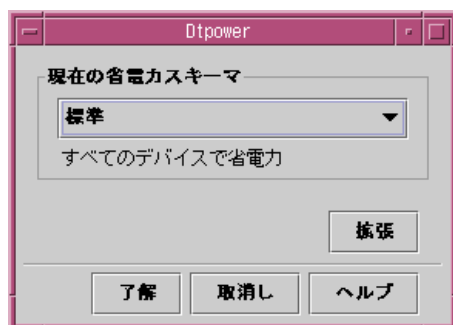 Dtpower
現在の省電力スキーマ
標準
すべてのデバイスで省電力
拡張
了解 取消し ヘルプ